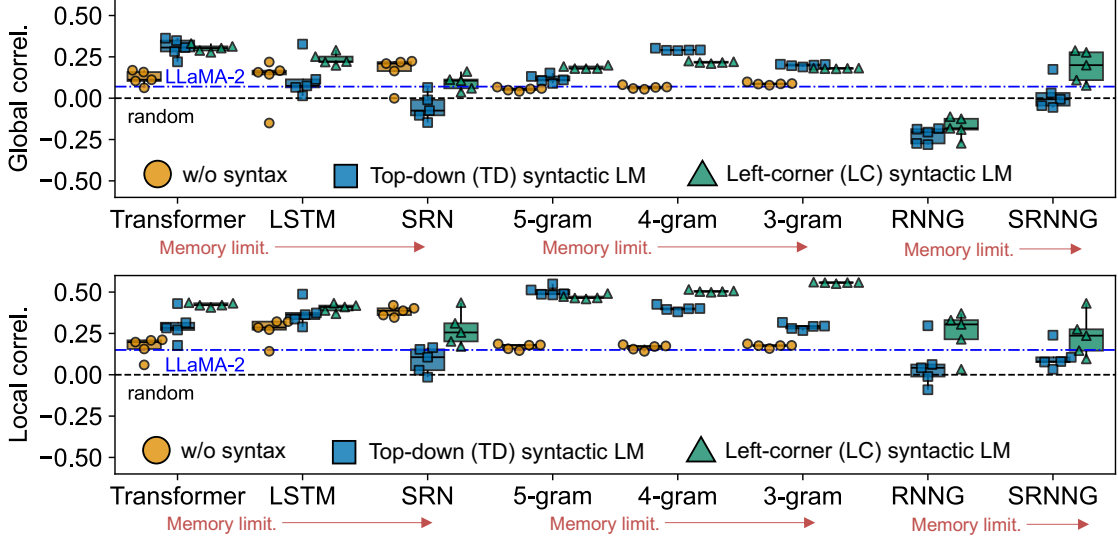 0.50
0.25
0.00
−0.25
−0.50
Global correl.
LLaMA-2
random
w/o syntax
Top-down (TD) syntactic LM
Left-corner (LC) syntactic LM
Transformer LSTM SRN 5-gram 4-gram 3-gram RNNG SRNNG
Memory limit. Memory limit. Memory limit.
0.50
0.25
0.00
−0.25
−0.50
Local correl.
LLaMA-2
random
w/o syntax
Top-down (TD) syntactic LM
Left-corner (LC) syntactic LM
Transformer LSTM SRN 5-gram 4-gram 3-gram RNNG SRNNG
Memory limit. Memory limit. Memory limit.